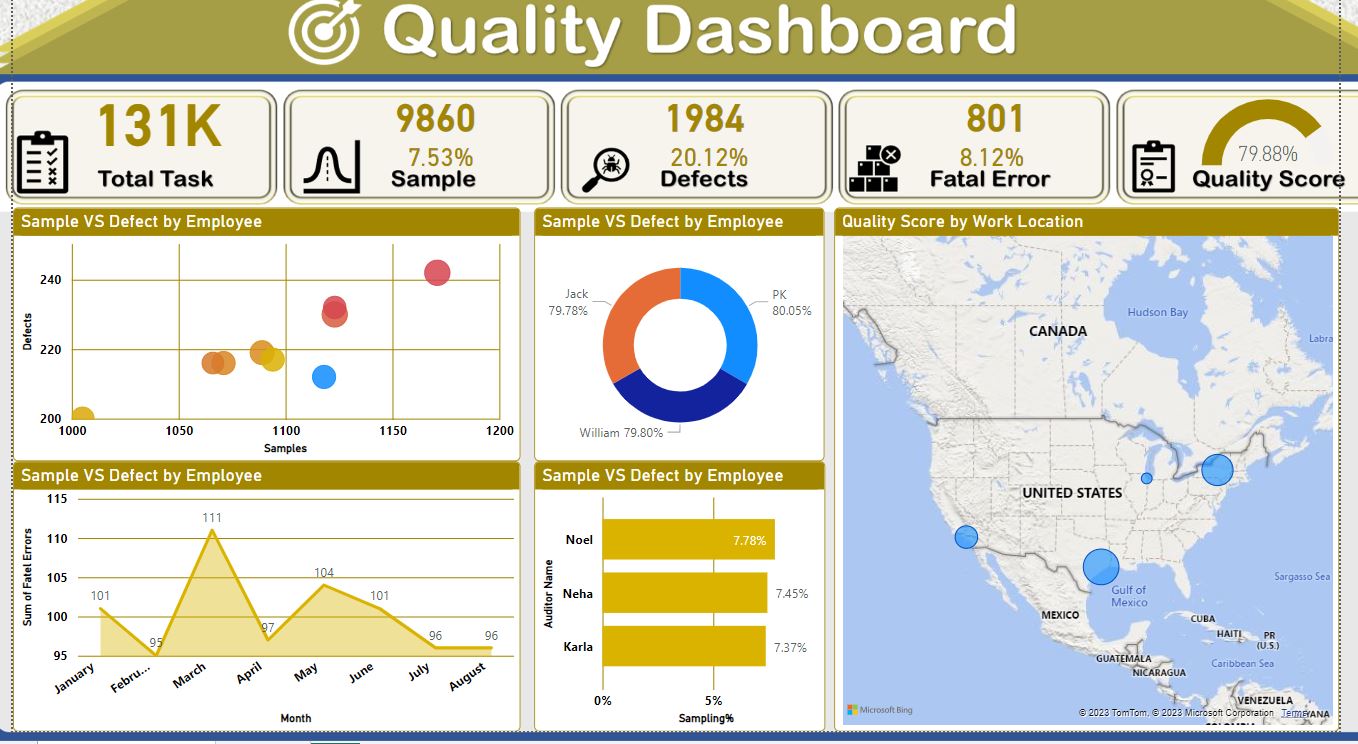 Quality Dashboard
131K
Total Task
9860
7.53%
Sample
1984
20.12%
Defects
801
8.12%
Fatal Error
79.88%
Quality Score
Sample VS Defect by Employee
240
220
200
Defects
1000
1050
1100
1150
1200
Samples
Sample VS Defect by Employee
Jack
79.78%
PK
80.05%
William 79.80%
Quality Score by Work Location
CANADA
Hudson Bay
Labra
UNITED STATES
Gulf of
Mexico
MEXICO
Sargasso Sea
CUBA
HAITI
PR
(U.S.)
GUATEMALA
Caribbean Sea
NICARAGUA
VENEZUELA
Microsoft Bing
© 2023 TomTom, © 2023 Microsoft Corporation Terms
Sample VS Defect by Employee
115
110
105
100
95
Sum of Fatel Errors
101
95
111
97
104
101
96
96
January
Febru...
March
April
May
June
July
August
Month
Sample VS Defect by Employee
Auditor Name
Noel
7.78%
Neha
7.45%
Karla
7.37%
0%
5%
Sampling%